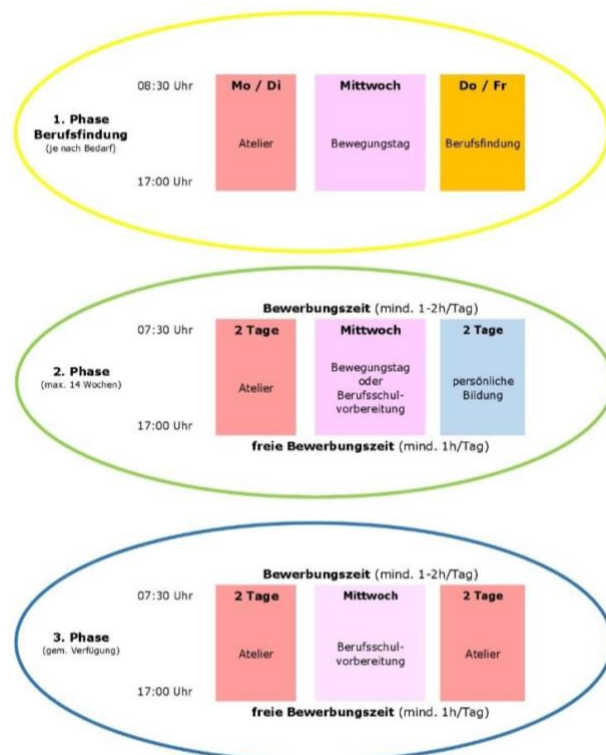 08:30 Uhr
Mo / Di
Mittwoch
Do / Fr
1. Phase
Berufsfindung
(je nach Bedarf)
Atelier
Bewegungstag
Berufsfindung
17:00 Uhr
Bewerbungszeit (mind. 1-2h/Tag)
07:30 Uhr
2 Tage
Mittwoch
2 Tage
2. Phase
(max. 14 Wochen)
Atelier
Bewegungstag
oder
Berufsschul-
vorbereitung
persönliche
Bildung
17:00 Uhr
freie Bewerbungszeit (mind. 1h/Tag)
Bewerbungszeit (mind. 1-2h/Tag)
07:30 Uhr
2 Tage
Mittwoch
2 Tage
3. Phase
(gem. Verfügung)
Atelier
Berufsschul-
vorbereitung
Atelier
17:00 Uhr
freie Bewerbungszeit (mind. 1h/Tag)